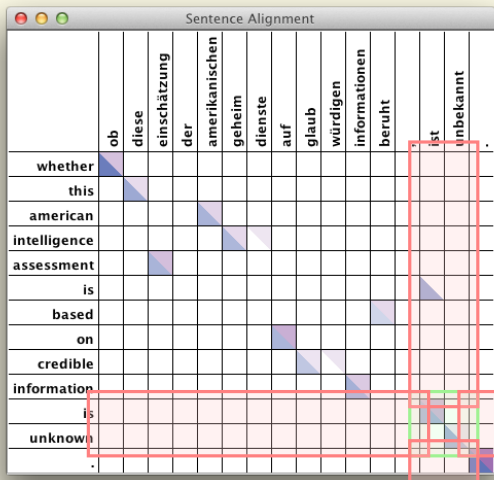 Sentence Alignment
ob
diese
einschätzung
der
amerikanischen
geheim
dienste
auf
glaub
würdigen
informationen
beruht
,
ist
unbekannt
.
whether
this
american
intelligence
assessment
is
based
on
credible
information
is
unknown
.